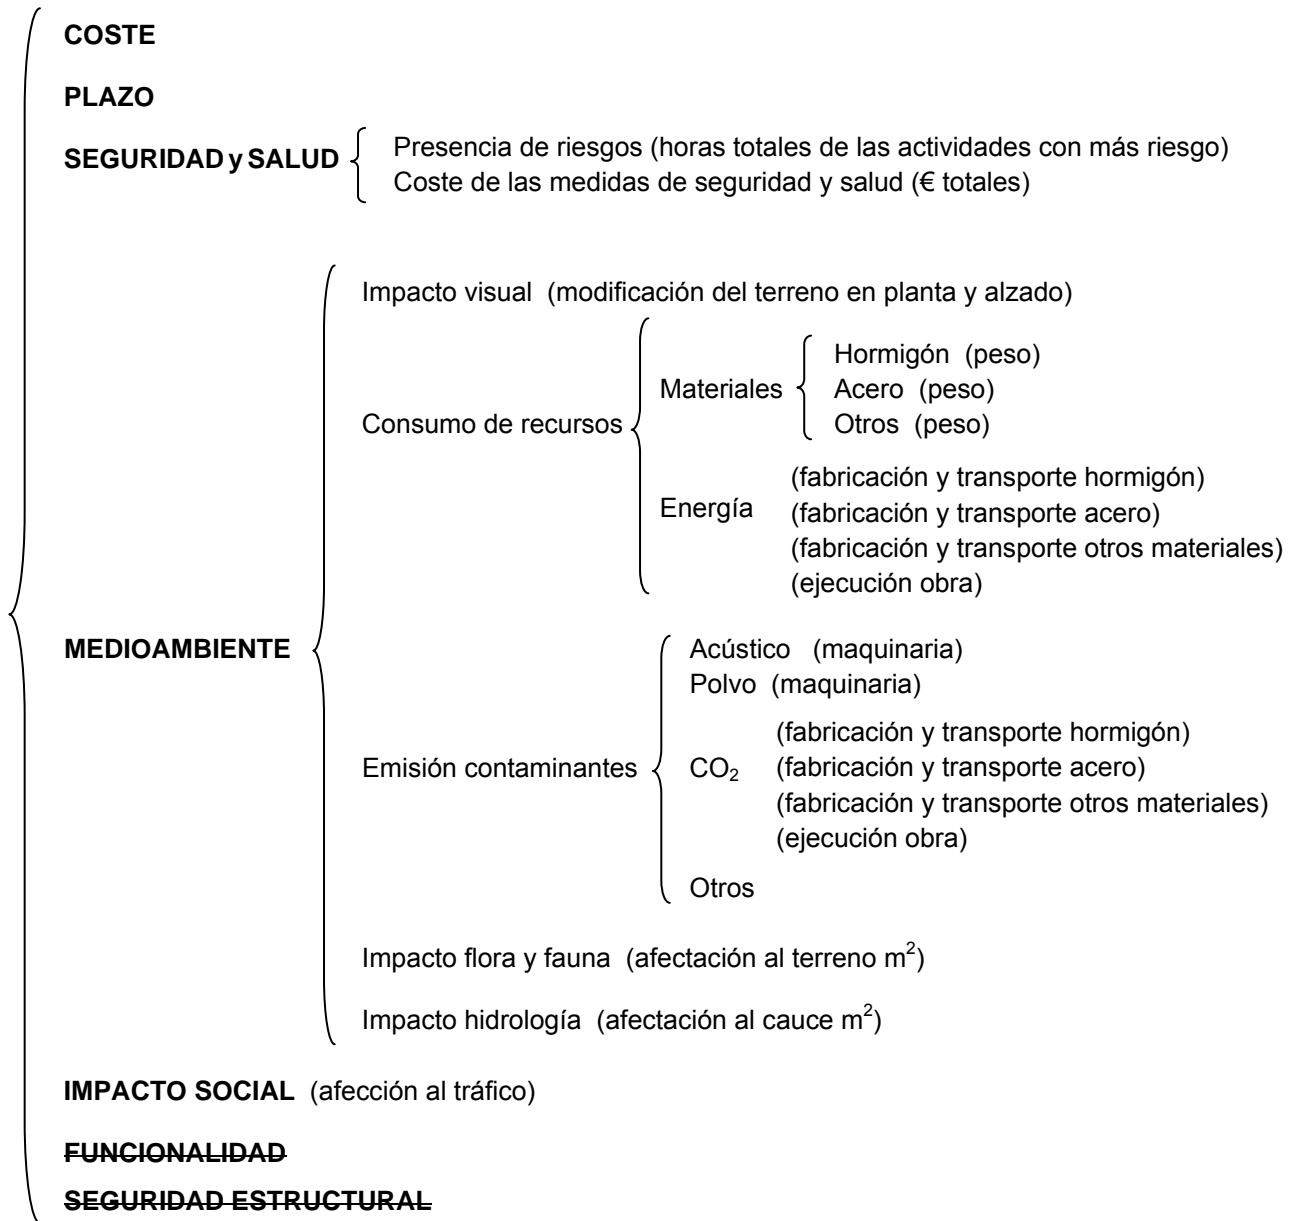 COSTE
PLAZO
SEGURIDAD y SALUD
Presencia de riesgos (horas totales de las actividades con más riesgo)
Coste de las medidas de seguridad y salud (€ totales)
MEDIOAMBIENTE
Impacto visual (modificación del terreno en planta y alzado)
Consumo de recursos
Materiales
Hormigón (peso)
Acero (peso)
Otros (peso)
Energía
(fabricación y transporte hormigón)
(fabricación y transporte acero)
(fabricación y transporte otros materiales)
(ejecución obra)
Emisión contaminantes
Acústico (maquinaria)
Polvo (maquinaria)
CO₂
(fabricación y transporte hormigón)
(fabricación y transporte acero)
(fabricación y transporte otros materiales)
(ejecución obra)
Otros
Impacto flora y fauna (afectación al terreno m²)
Impacto hidrología (afectación al cauce m²)
IMPACTO SOCIAL (afección al tráfico)
FUNCIONALIDAD
SEGURIDAD ESTRUCTURAL